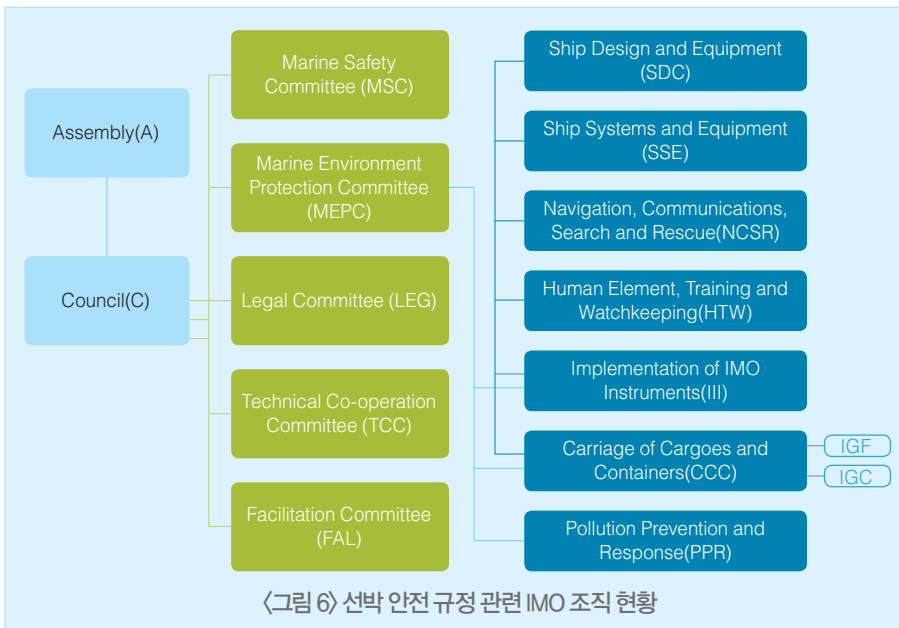 Assembly(A)
Council(C)
Marine Safety
Committee (MSC)
Marine Environment
Protection Committee
(MEPC)
Legal Committee (LEG)
Technical Co-operation
Committee (TCC)
Facilitation Committee
(FAL)
Ship Design and Equipment
(SDC)
Ship Systems and Equipment
(SSE)
Navigation, Communications,
Search and Rescue(NCSR)
Human Element, Training and
Watchkeeping(HTW)
Implementation of IMO
Instruments(III)
Carriage of Cargoes and
Containers(CCC)
IGF
IGC
Pollution Prevention and
Response(PPR)
〈그림 6〉 선박 안전 규정 관련 IMO 조직 현황